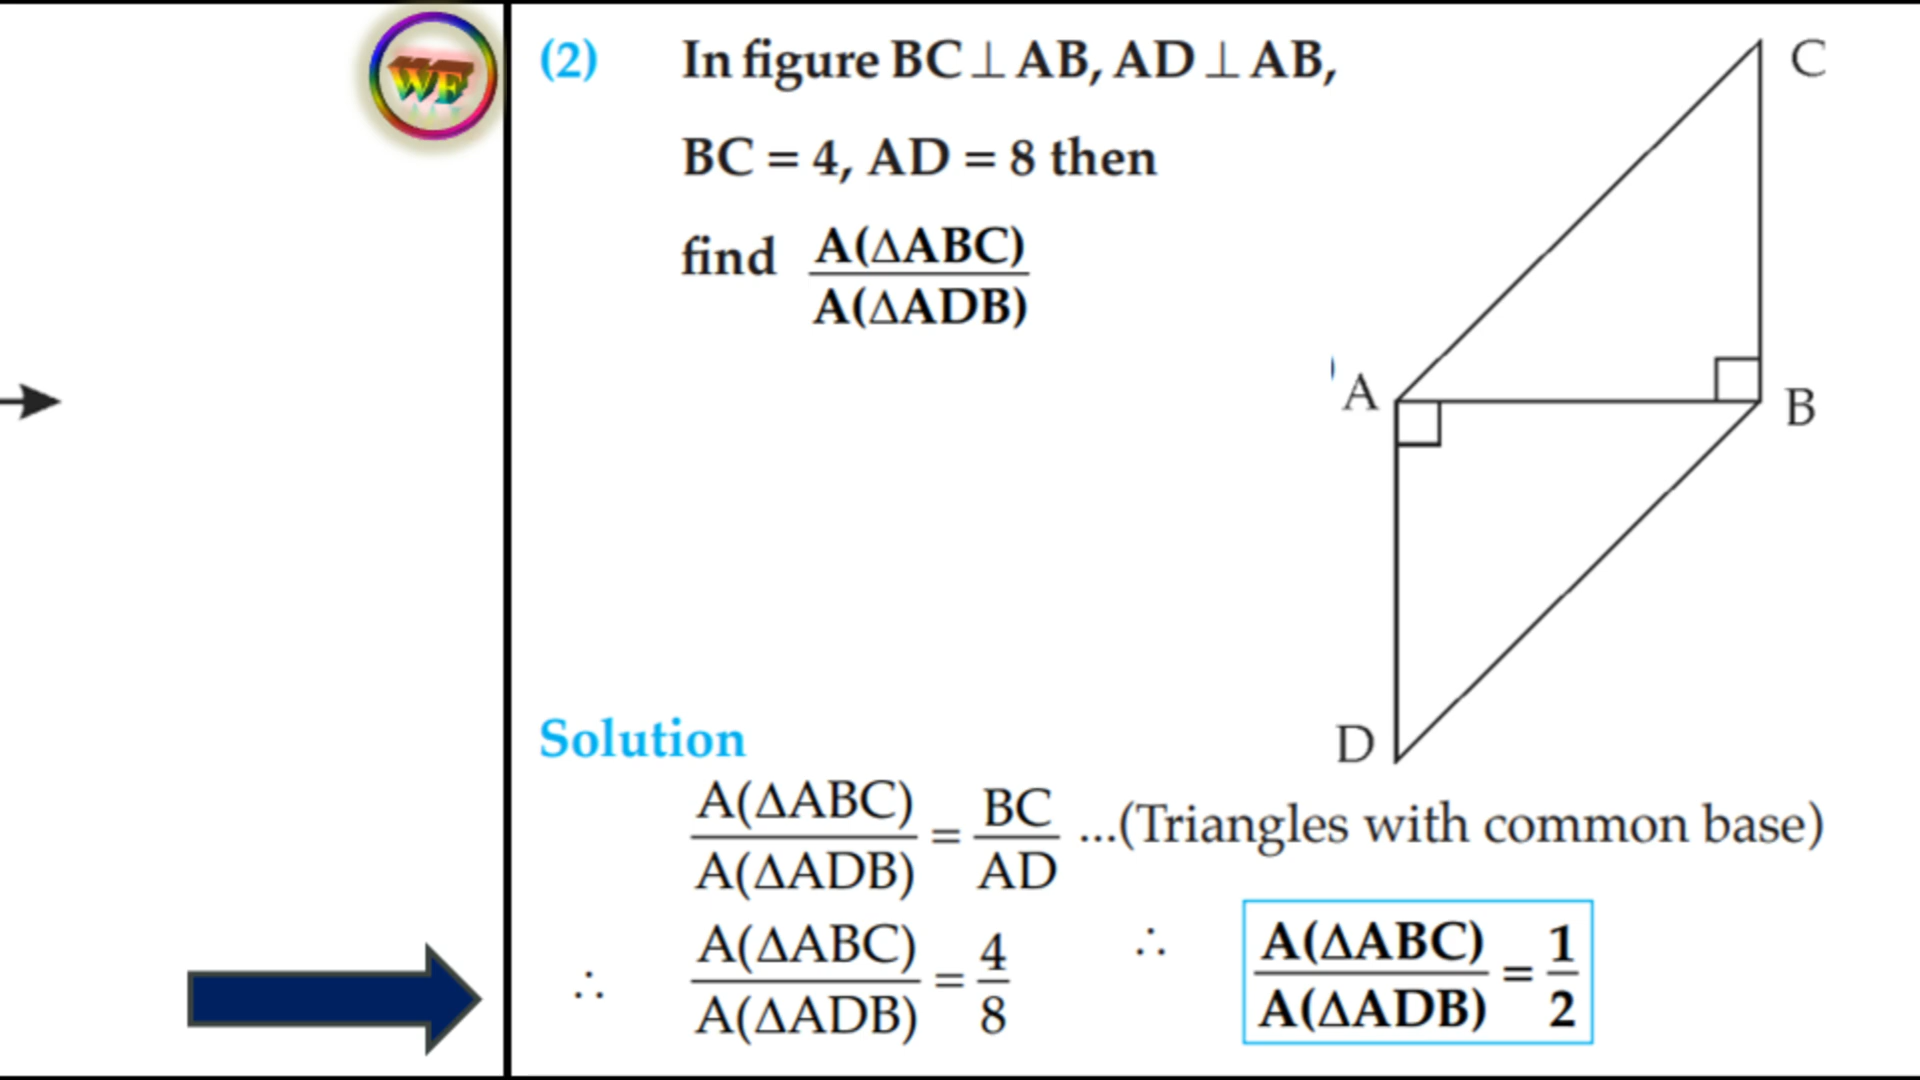 WE
(2) In figure BC ⊥ AB, AD ⊥ AB,
BC = 4, AD = 8 then
find A(ΔABC) / A(ΔADB)
C
A
B
D
Solution
A(ΔABC) / A(ΔADB) = BC / AD ...(Triangles with common base)
∴ A(ΔABC) / A(ΔADB) = 4 / 8 ∴ A(ΔABC) / A(ΔADB) = 1 / 2